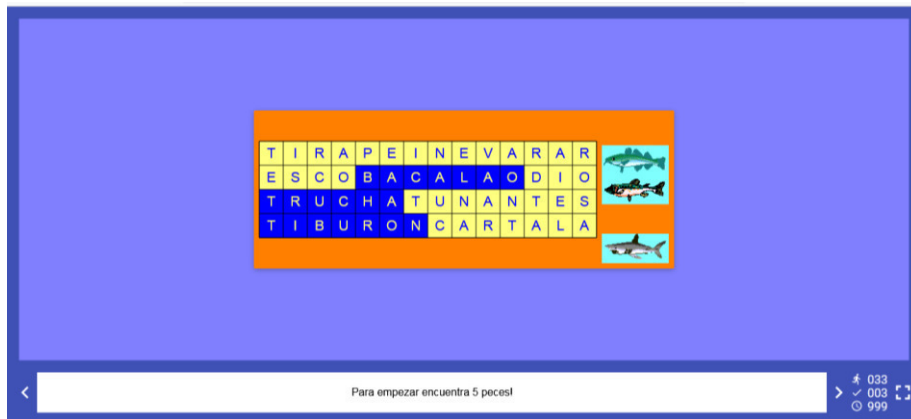 T I R A P E I N E V A R A R
E S C O B A C A L A O D I O
T R U C H A T U N A N T E S
T I B U R O N C A R T A L A
Para empezar encuentra 5 peces!
033
003
999